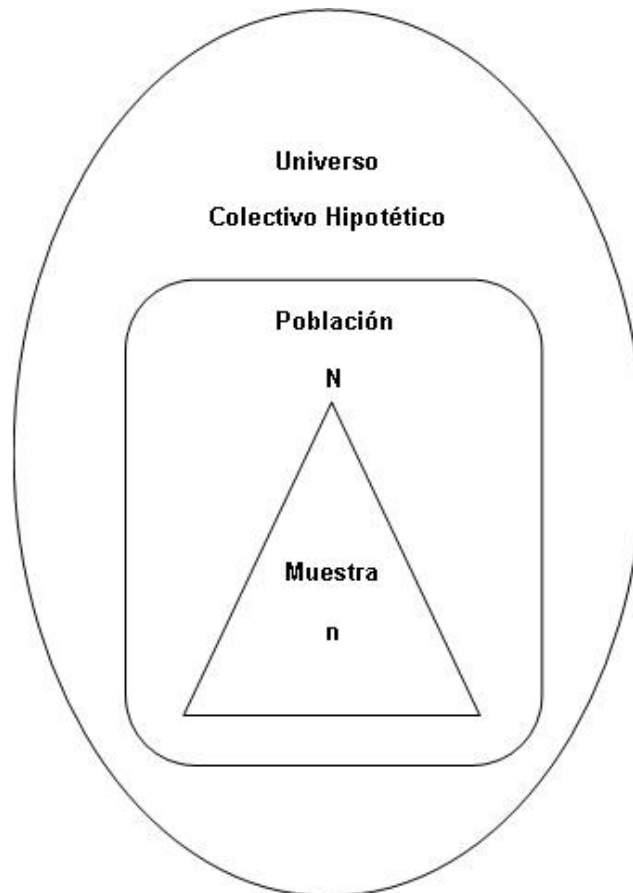 Universo
Colectivo Hipotético
Población
N
Muestra
n